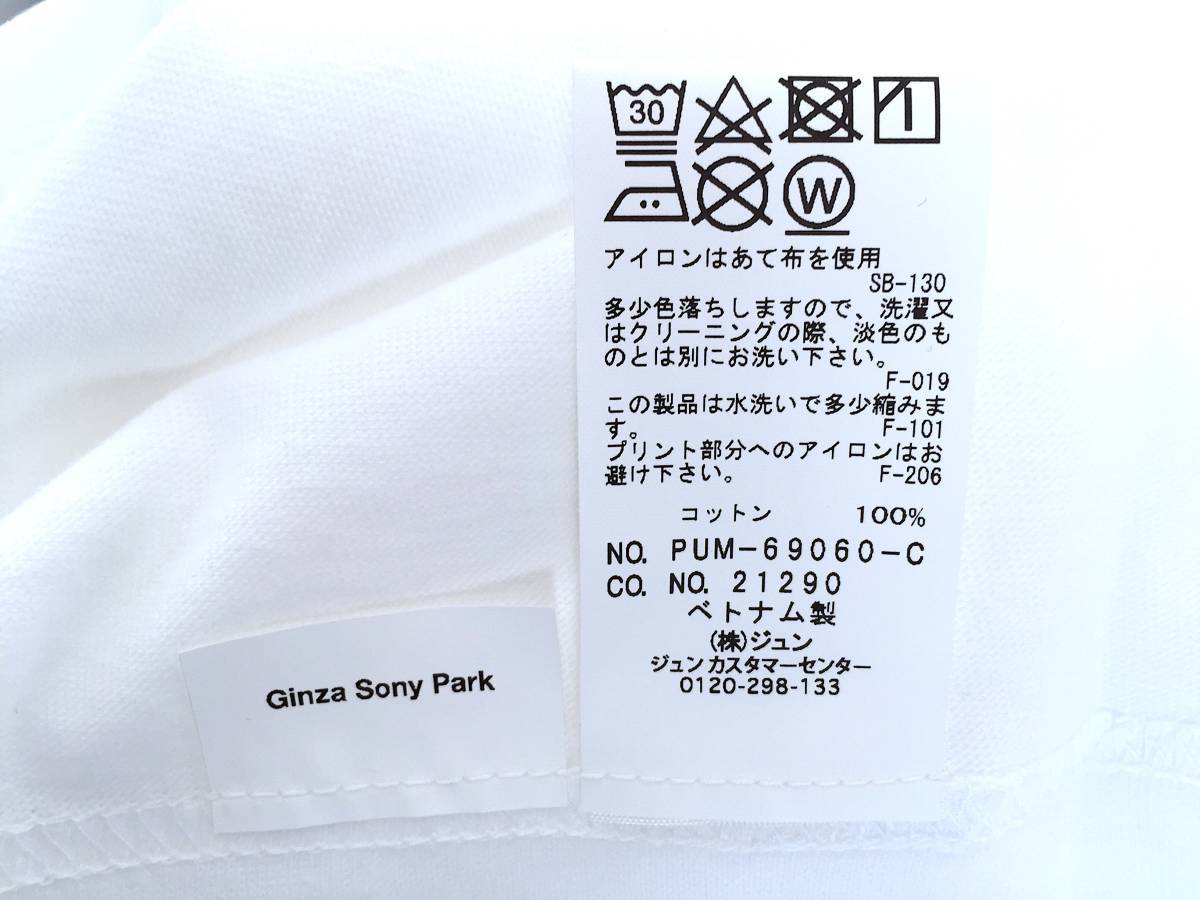 30
W
アイロンはあて布を使用
SB-130
多少色落ちしますので、洗濯又
はクリーニングの際、淡色のも
のとは別にお洗い下さい。
F-019
この製品は水洗いで多少縮みま
す。 F-101
プリント部分へのアイロンはお
避け下さい。 F-206
コットン 100%
NO. PUM-69060-C
CO. NO. 21290
ベトナム製
(株)ジュン
ジュンカスタマーセンター
0120-298-133
Ginza Sony Park